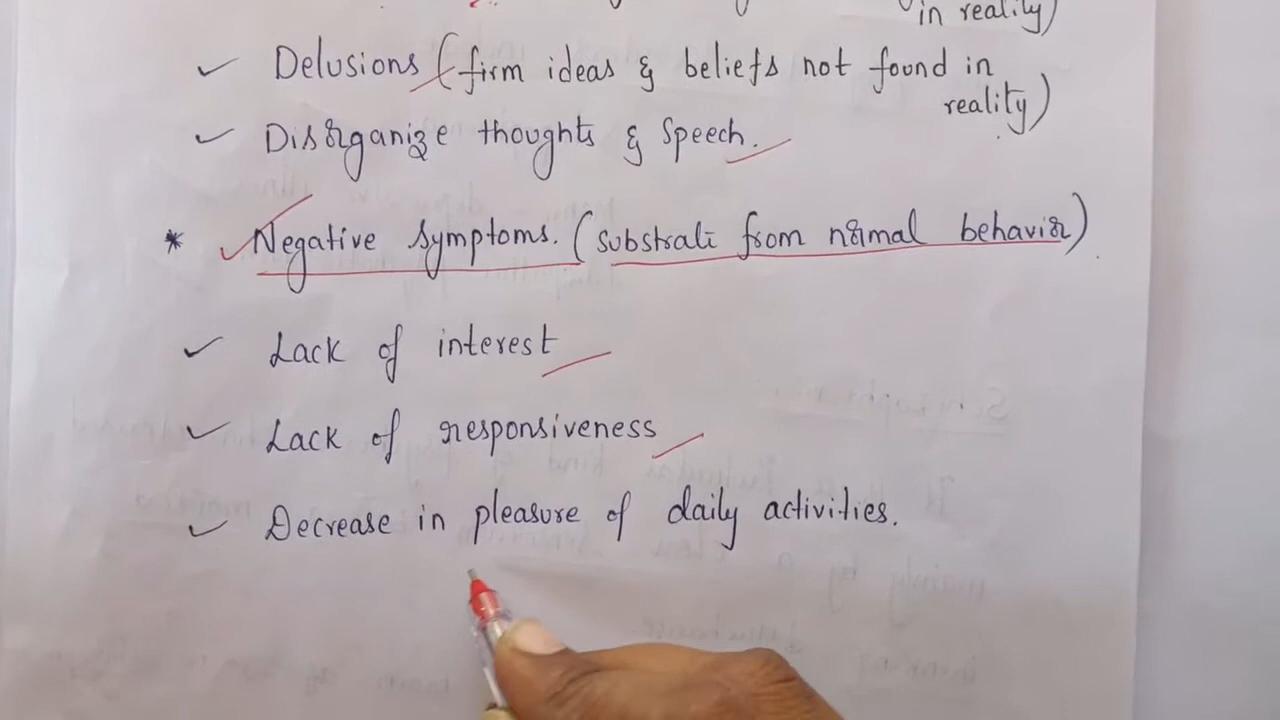 in reality)
✓ Delusions (firm ideas & beliefs not found in
reality)
✓ Disorganize thoughts & Speech.
* ✓ Negative symptoms. (substrate from normal behavior)
✓ Lack of interest
✓ Lack of responsiveness
✓ Decrease in pleasure of daily activities.